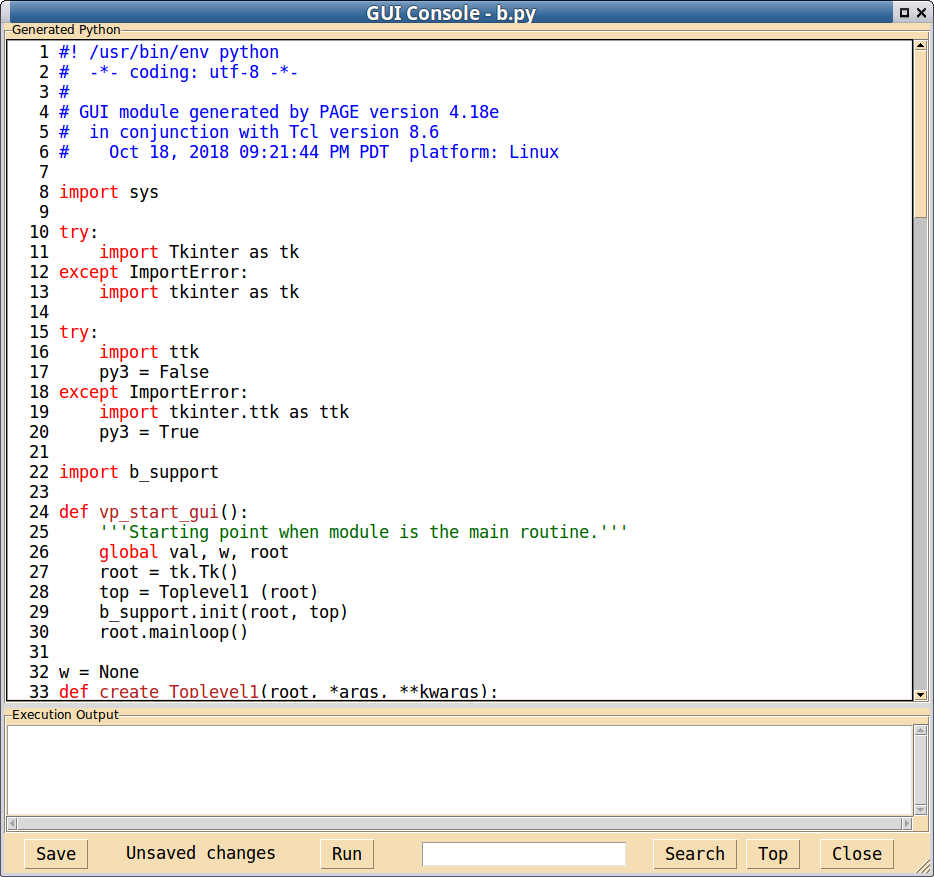 GUI Console - b.py
Generated Python
1 #! /usr/bin/env python
2 #  -*- coding: utf-8 -*-
3 #
4 # GUI module generated by PAGE version 4.18e
5 #  in conjunction with Tcl version 8.6
6 #    Oct 18, 2018 09:21:44 PM PDT  platform: Linux
7
8 import sys
9
10 try:
11     import Tkinter as tk
12 except ImportError:
13     import tkinter as tk
14
15 try:
16     import ttk
17     py3 = False
18 except ImportError:
19     import tkinter.ttk as ttk
20     py3 = True
21
22 import b_support
23
24 def vp_start_gui():
25     '''Starting point when module is the main routine.'''
26     global val, w, root
27     root = tk.Tk()
28     top = Toplevel1 (root)
29     b_support.init(root, top)
30     root.mainloop()
31
32 w = None
33 def create_Toplevel1(root, *args, **kwargs):
Execution Output
Save Unsaved changes Run Search Top Close